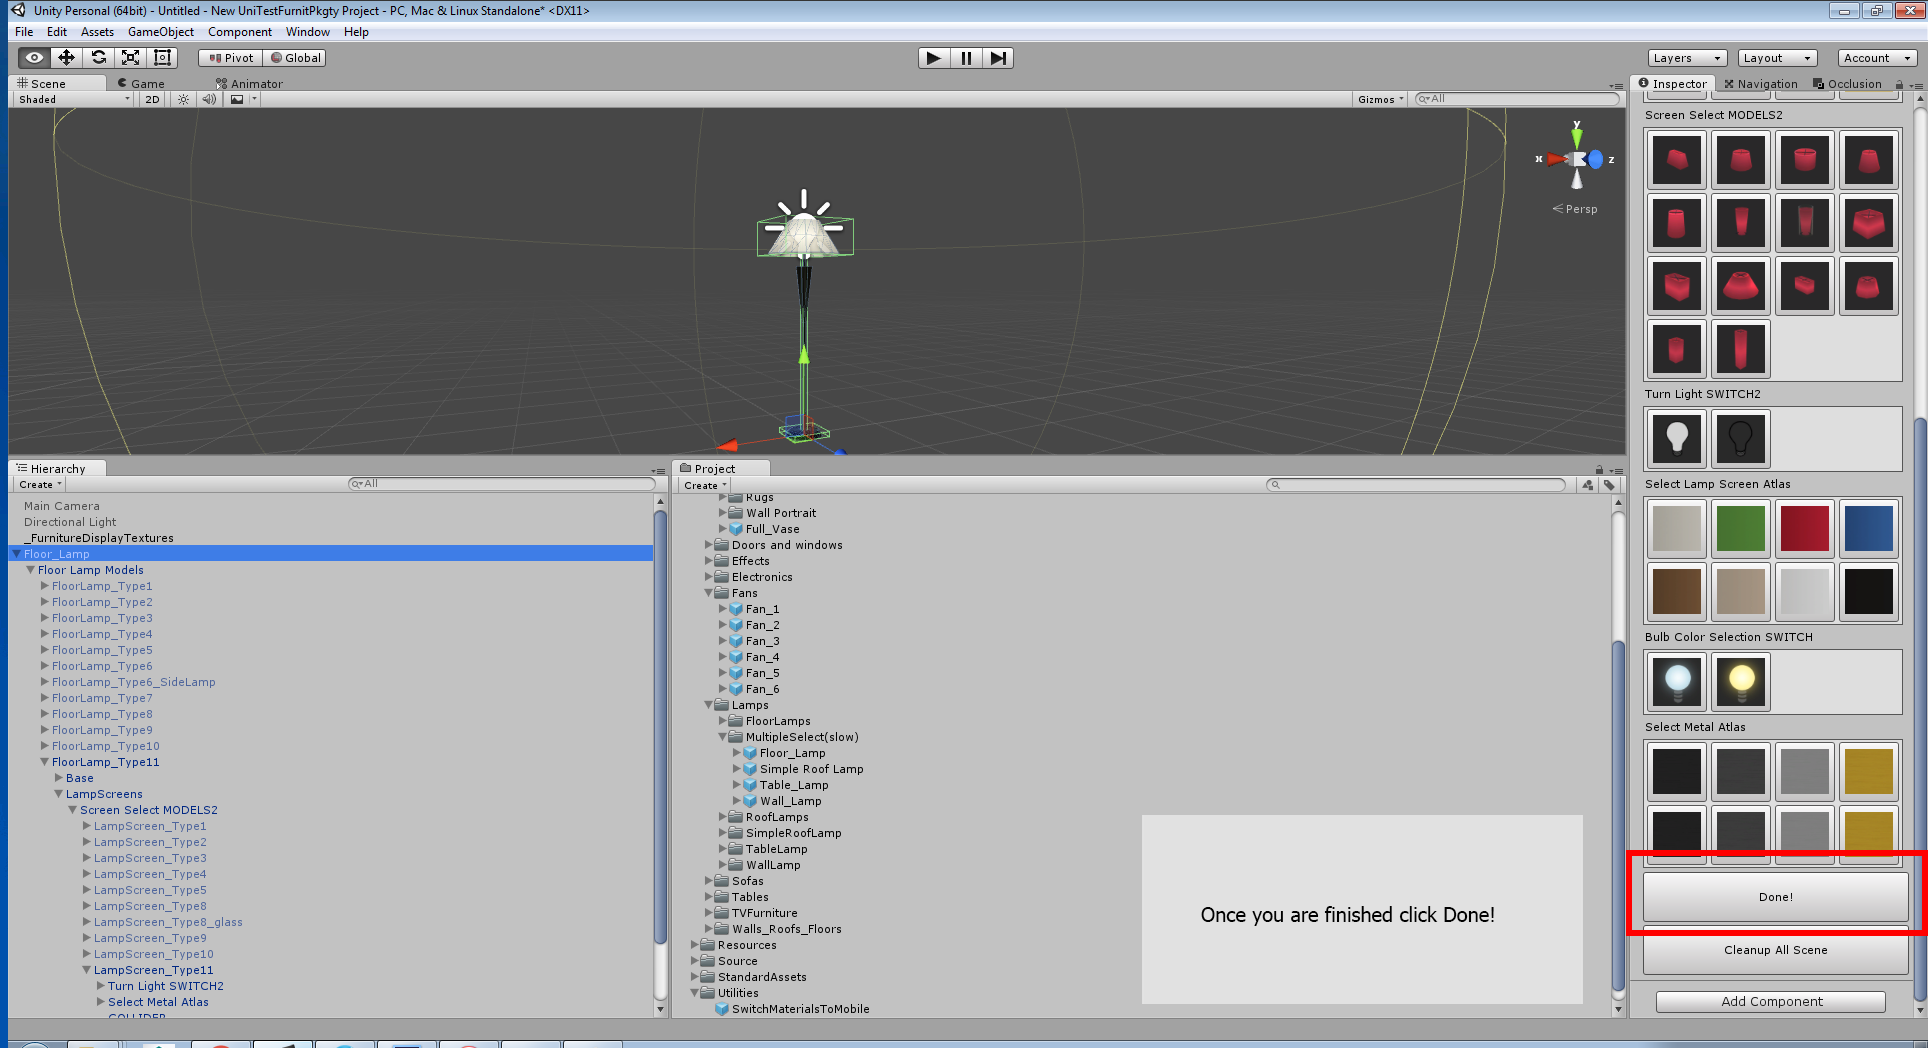 Unity Personal (64bit) - Untitled - New UniTestFurnitPkgty Project - PC, Mac & Linux Standalone* <DX11>
File Edit Assets GameObject Component Window Help
Pivot Global
Layers Layout Account
Scene Game Animator
Shaded 2D Gizmos All
y
x z
Persp
Hierarchy
Create All
Main Camera
Directional Light
_FurnitureDisplayTextures
Floor_Lamp
Floor Lamp Models
FloorLamp_Type1
FloorLamp_Type2
FloorLamp_Type3
FloorLamp_Type4
FloorLamp_Type5
FloorLamp_Type6
FloorLamp_Type6_SideLamp
FloorLamp_Type7
FloorLamp_Type8
FloorLamp_Type9
FloorLamp_Type10
FloorLamp_Type11
Base
LampScreens
Screen Select MODELS2
LampScreen_Type1
LampScreen_Type2
LampScreen_Type3
LampScreen_Type4
LampScreen_Type5
LampScreen_Type8
LampScreen_Type8_glass
LampScreen_Type9
LampScreen_Type10
LampScreen_Type11
Turn Light SWITCH2
Select Metal Atlas
COLLIDER
Project
Create
Rugs
Wall Portrait
Full_Vase
Doors and windows
Effects
Electronics
Fans
Fan_1
Fan_2
Fan_3
Fan_4
Fan_5
Fan_6
Lamps
FloorLamps
MultipleSelect(slow)
Floor_Lamp
Simple Roof Lamp
Table_Lamp
Wall_Lamp
RoofLamps
SimpleRoofLamp
TableLamp
WallLamp
Sofas
Tables
TVFurniture
Walls_Roofs_Floors
Resources
Source
StandardAssets
Utilities
SwitchMaterialsToMobile
Once you are finished click Done!
Inspector Navigation Occlusion
Screen Select MODELS2
Turn Light SWITCH2
Select Lamp Screen Atlas
Bulb Color Selection SWITCH
Select Metal Atlas
Done!
Cleanup All Scene
Add Component